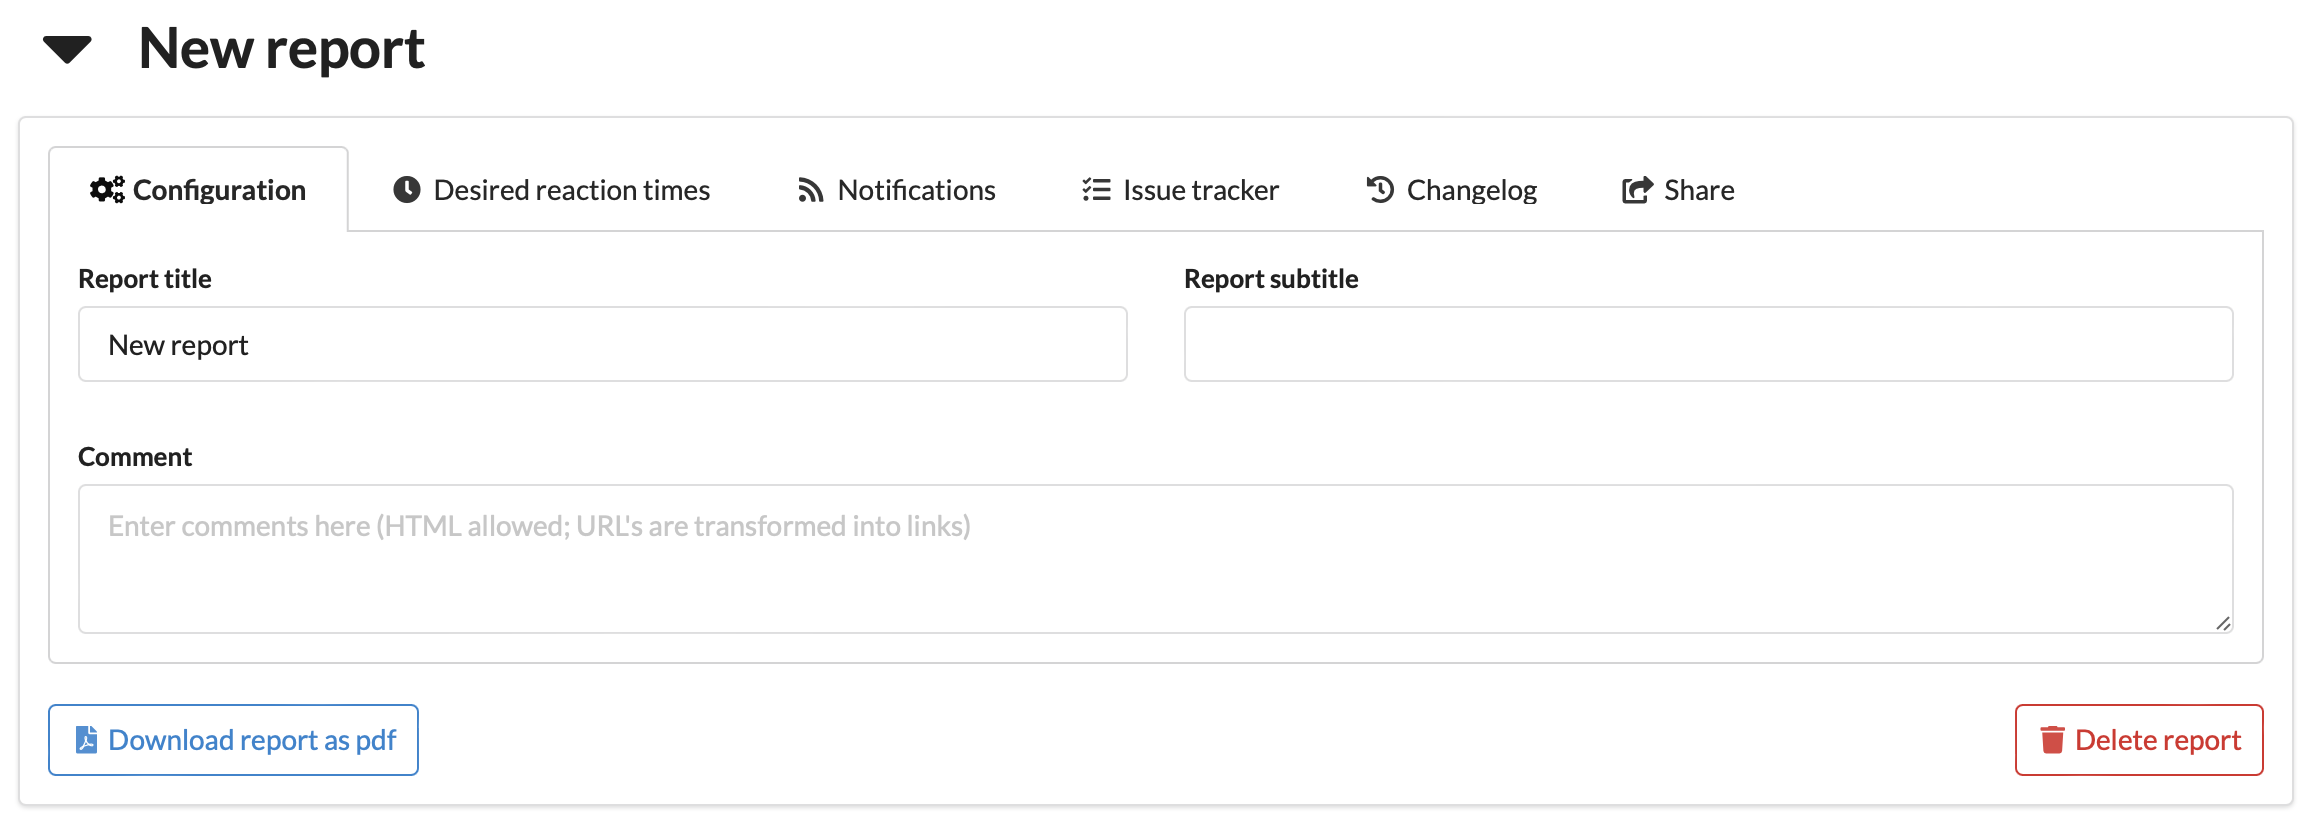 New report
Configuration
Desired reaction times
Notifications
Issue tracker
Changelog
Share
Report title
Report subtitle
New report
Comment
Enter comments here (HTML allowed; URL's are transformed into links)
Download report as pdf
Delete report